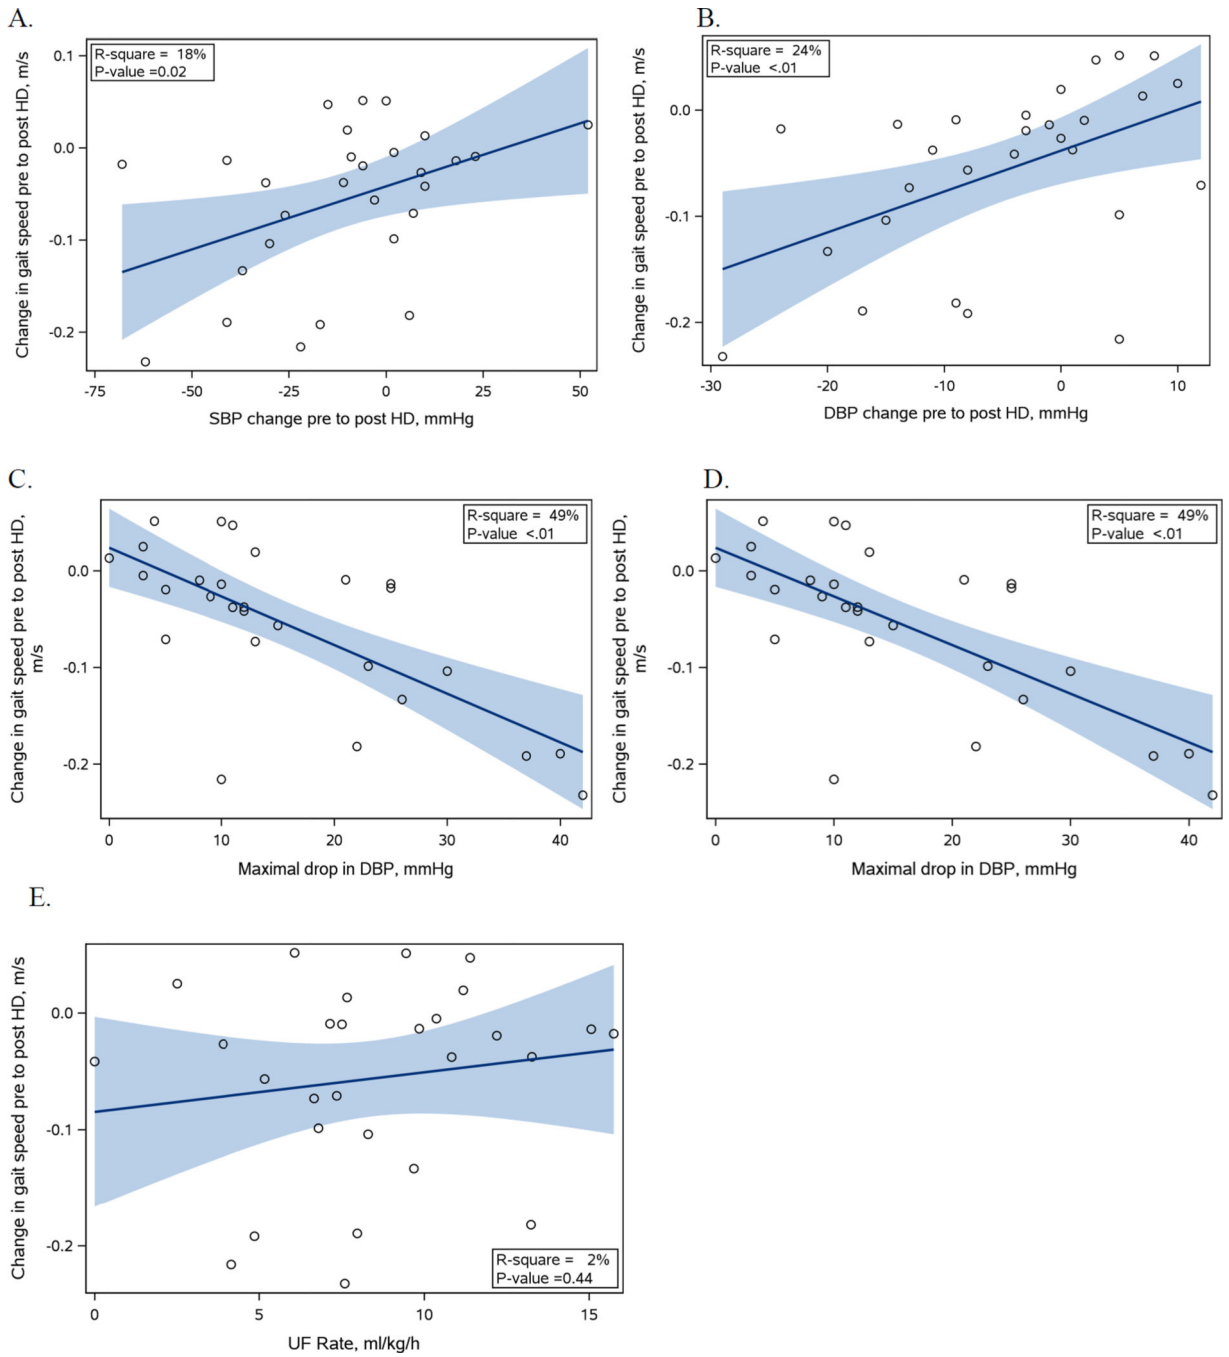 A.
R-square = 18%
P-value =0.02
Change in gait speed pre to post HD, m/s
0.1
0.0
-0.1
-0.2
-75
-50
-25
0
25
50
SBP change pre to post HD, mmHg
B.
R-square = 24%
P-value <.01
Change in gait speed pre to post HD, m/s
0.0
-0.1
-0.2
-30
-20
-10
0
10
DBP change pre to post HD, mmHg
C.
R-square = 49%
P-value <.01
Change in gait speed pre to post HD,
m/s
0.0
-0.1
-0.2
0
10
20
30
40
Maximal drop in DBP, mmHg
D.
R-square = 49%
P-value <.01
Change in gait speed pre to post HD,
m/s
0.0
-0.1
-0.2
0
10
20
30
40
Maximal drop in DBP, mmHg
E.
Change in gait speed pre to post HD, m/s
0.0
-0.1
-0.2
R-square = 2%
P-value =0.44
0
5
10
15
UF Rate, ml/kg/h